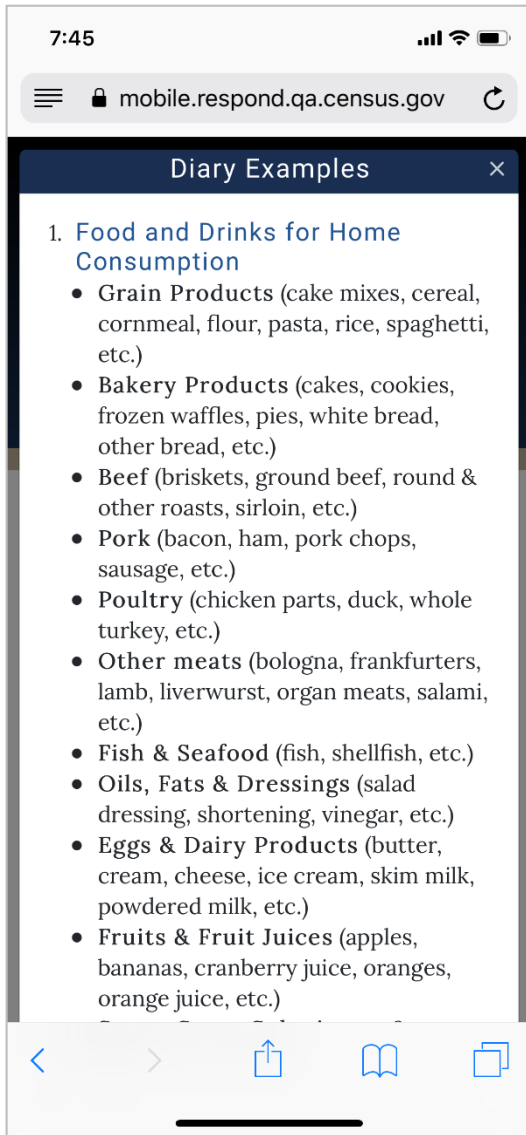 7:45
mobile.respond.qa.census.gov
Diary Examples ×
1. Food and Drinks for Home
Consumption
• Grain Products (cake mixes, cereal,
cornmeal, flour, pasta, rice, spaghetti,
etc.)
• Bakery Products (cakes, cookies,
frozen waffles, pies, white bread,
other bread, etc.)
• Beef (briskets, ground beef, round &
other roasts, sirloin, etc.)
• Pork (bacon, ham, pork chops,
sausage, etc.)
• Poultry (chicken parts, duck, whole
turkey, etc.)
• Other meats (bologna, frankfurters,
lamb, liverwurst, organ meats, salami,
etc.)
• Fish & Seafood (fish, shellfish, etc.)
• Oils, Fats & Dressings (salad
dressing, shortening, vinegar, etc.)
• Eggs & Dairy Products (butter,
cream, cheese, ice cream, skim milk,
powdered milk, etc.)
• Fruits & Fruit Juices (apples,
bananas, cranberry juice, oranges,
orange juice, etc.)